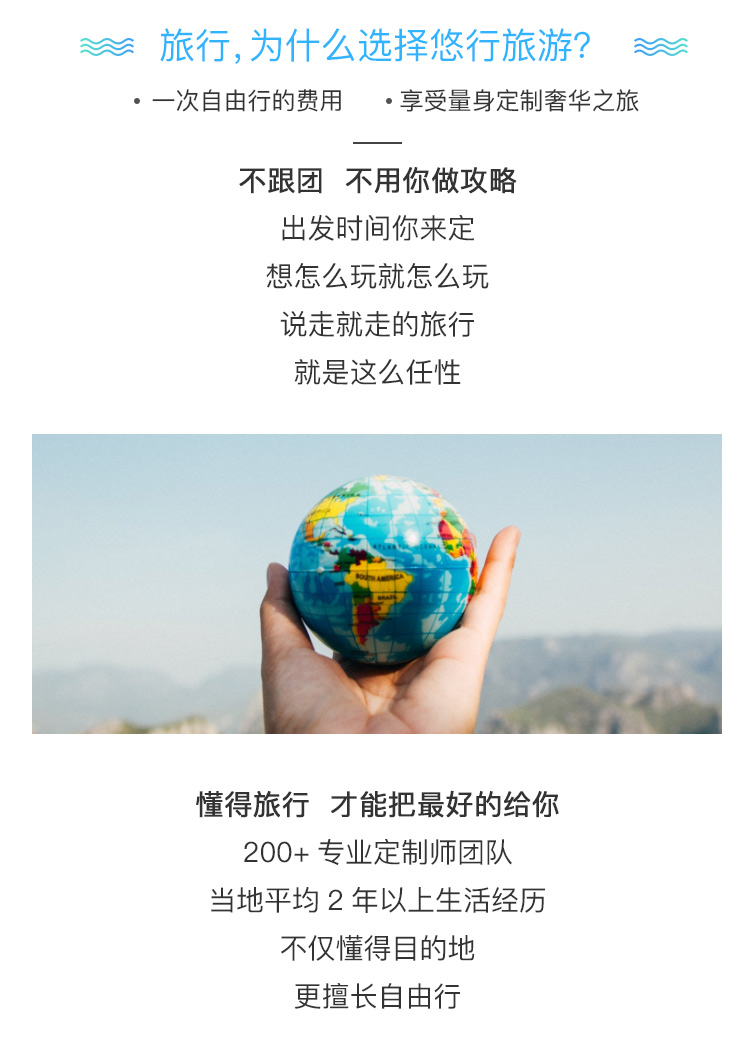 旅行,为什么选择悠行旅游?
• 一次自由行的费用 • 享受量身定制奢华之旅
不跟团 不用你做攻略
出发时间你来定
想怎么玩就怎么玩
说走就走的旅行
就是这么任性
ATLANTIC OCEAN
SOUTH AMERICA
BRAZIL
懂得旅行 才能把最好的给你
200+ 专业定制师团队
当地平均 2 年以上生活经历
不仅懂得目的地
更擅长自由行